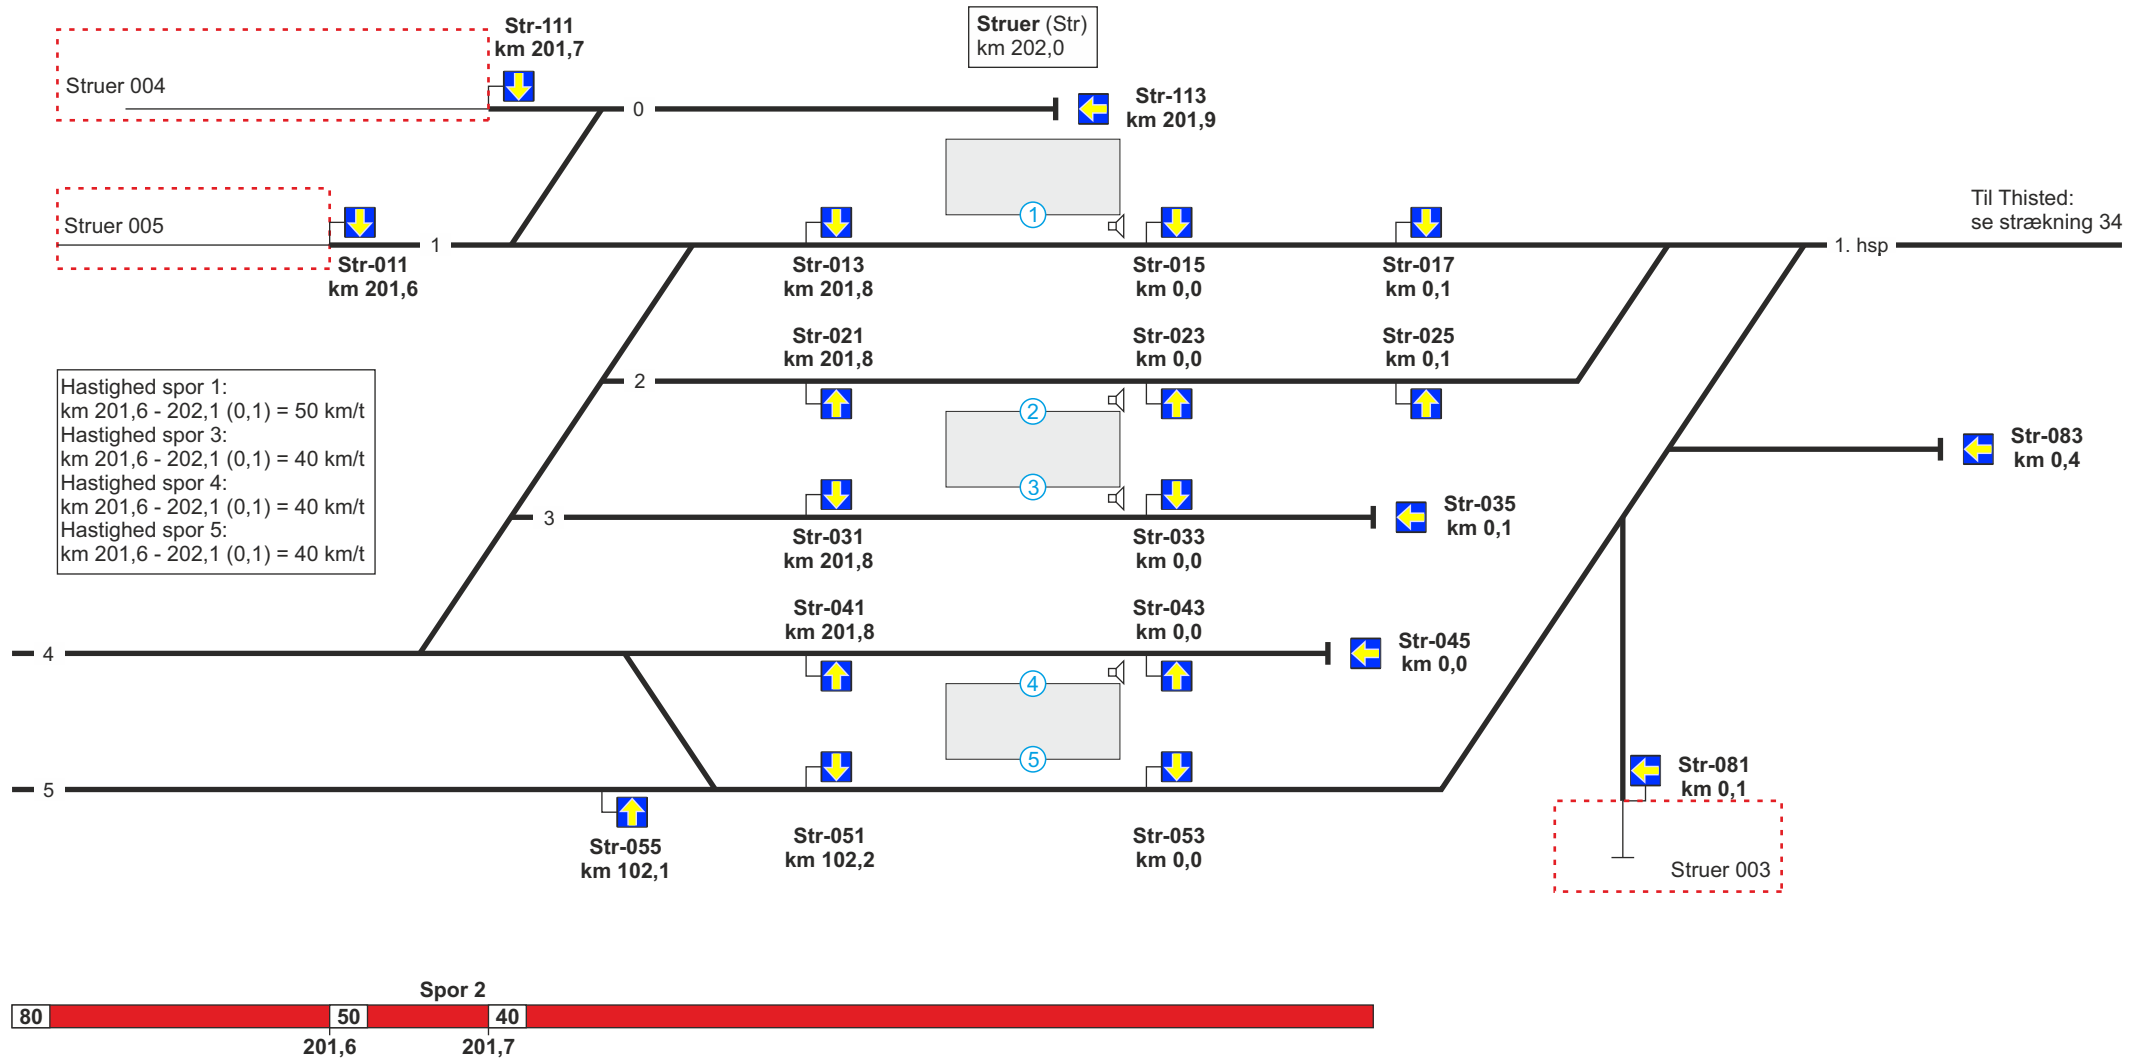 Str-111
km 201,7
Struer (Str)
km 202,0
Struer 004
0
Str-113
km 201,9
Struer 005
1
1
Til Thisted:
se strækning 34
1. hsp
Str-011
km 201,6
Str-013
km 201,8
Str-015
km 0,0
Str-017
km 0,1
Str-021
km 201,8
Str-023
km 0,0
Str-025
km 0,1
2
2
Hastighed spor 1:
km 201,6 - 202,1 (0,1) = 50 km/t
Hastighed spor 3:
km 201,6 - 202,1 (0,1) = 40 km/t
Hastighed spor 4:
km 201,6 - 202,1 (0,1) = 40 km/t
Hastighed spor 5:
km 201,6 - 202,1 (0,1) = 40 km/t
Str-083
km 0,4
3
3
Str-035
km 0,1
Str-031
km 201,8
Str-033
km 0,0
Str-041
km 201,8
Str-043
km 0,0
4
Str-045
km 0,0
4
5
5
Str-081
km 0,1
Str-055
km 102,1
Str-051
km 102,2
Str-053
km 0,0
Struer 003
Spor 2
80
50
40
201,6
201,7